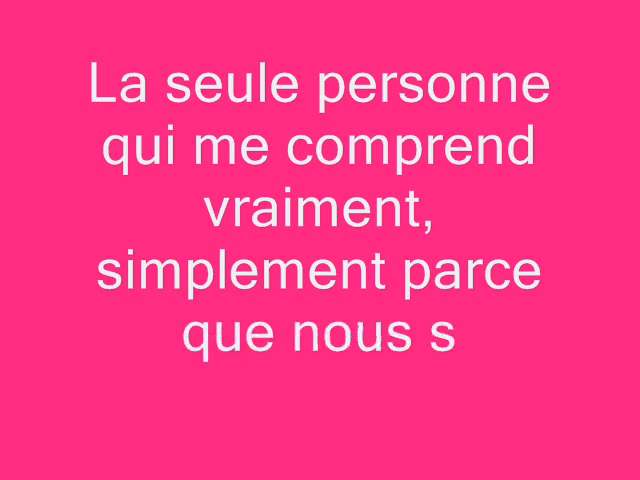 La seule personne
qui me comprend
vraiment,
simplement parce
que nous s